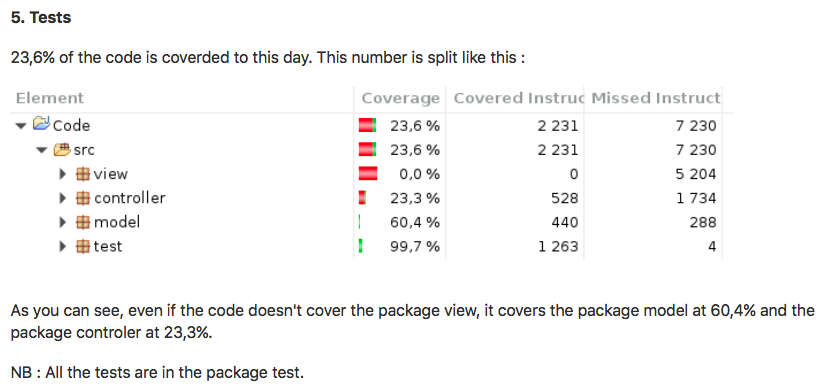 5. Tests
23,6% of the code is coverded to this day. This number is split like this :
Element Coverage Covered Instruc Missed Instruct
Code 23,6 % 2 231 7 230
src 23,6 % 2 231 7 230
view 0,0 % 0 5 204
controller 23,3 % 528 1 734
model 60,4 % 440 288
test 99,7 % 1 263 4
As you can see, even if the code doesn't cover the package view, it covers the package model at 60,4% and the
package controler at 23,3%.
NB : All the tests are in the package test.